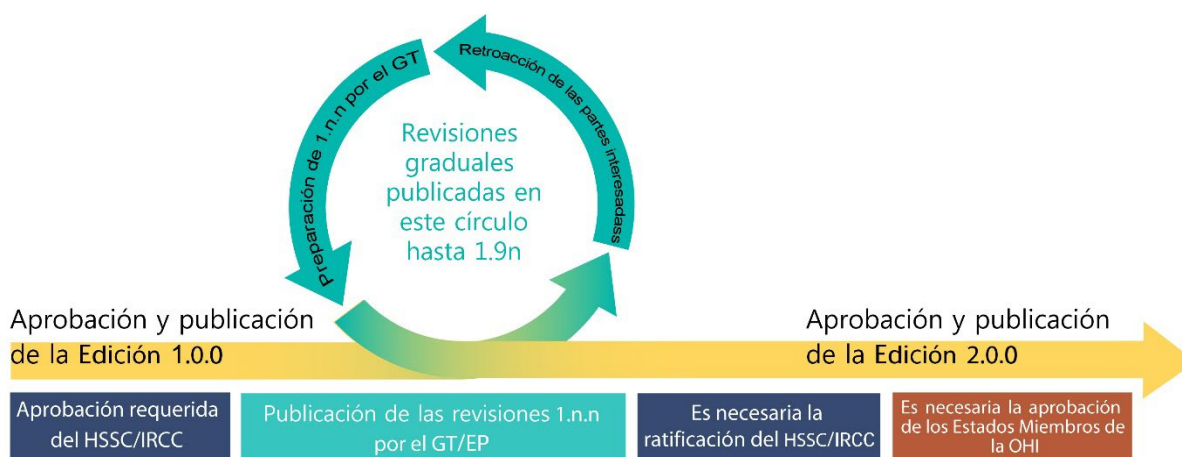 Preparación de 1.n.n por el GT
Retroacción de las partes interesadass
Revisiones
graduales
publicadas en
este círculo
hasta 1.9n
Aprobación y publicación
de la Edición 1.0.0
Aprobación y publicación
de la Edición 2.0.0
Aprobación requerida
del HSSC/IRCC
Publicación de las revisiones 1.n.n
por el GT/EP
Es necesaria la
ratificación del HSSC/IRCC
Es necesaria la aprobación
de los Estados Miembros de
la OHI